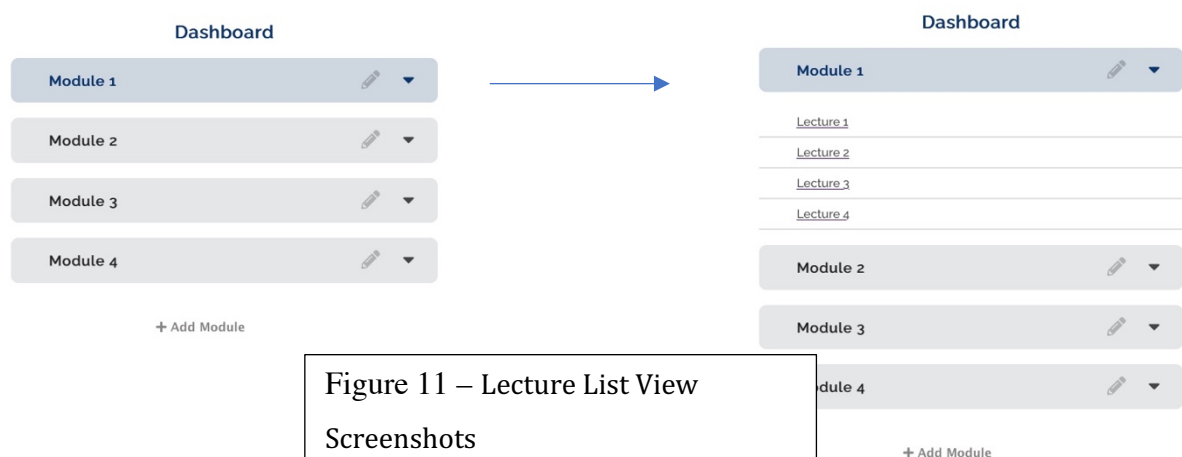 Dashboard
Module 1
Module 2
Module 3
Module 4
+ Add Module
Dashboard
Module 1
Lecture 1
Lecture 2
Lecture 3
Lecture 4
Module 2
Module 3
dule 4
+ Add Module
Figure 11 – Lecture List View
Screenshots